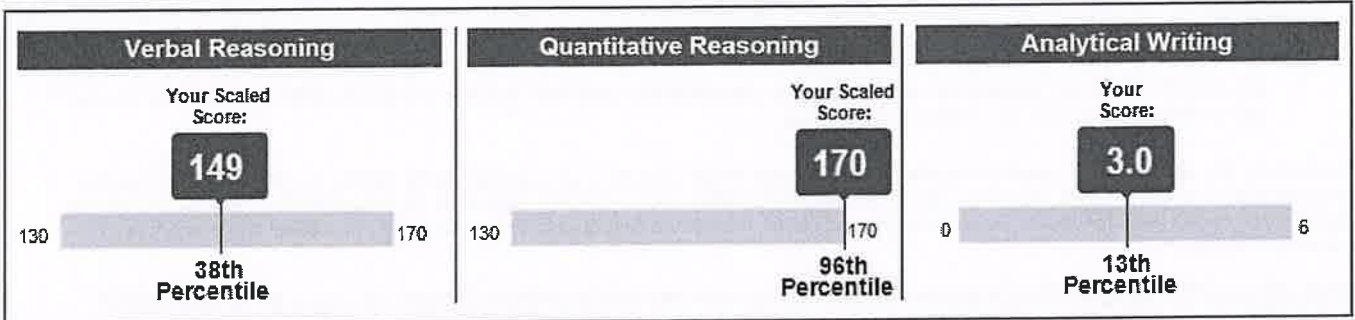 Verbal Reasoning
Your Scaled
Score:
149
130
170
38th
Percentile
Quantitative Reasoning
Your Scaled
Score:
170
130
170
96th
Percentile
Analytical Writing
Your
Score:
3.0
0
6
13th
Percentile